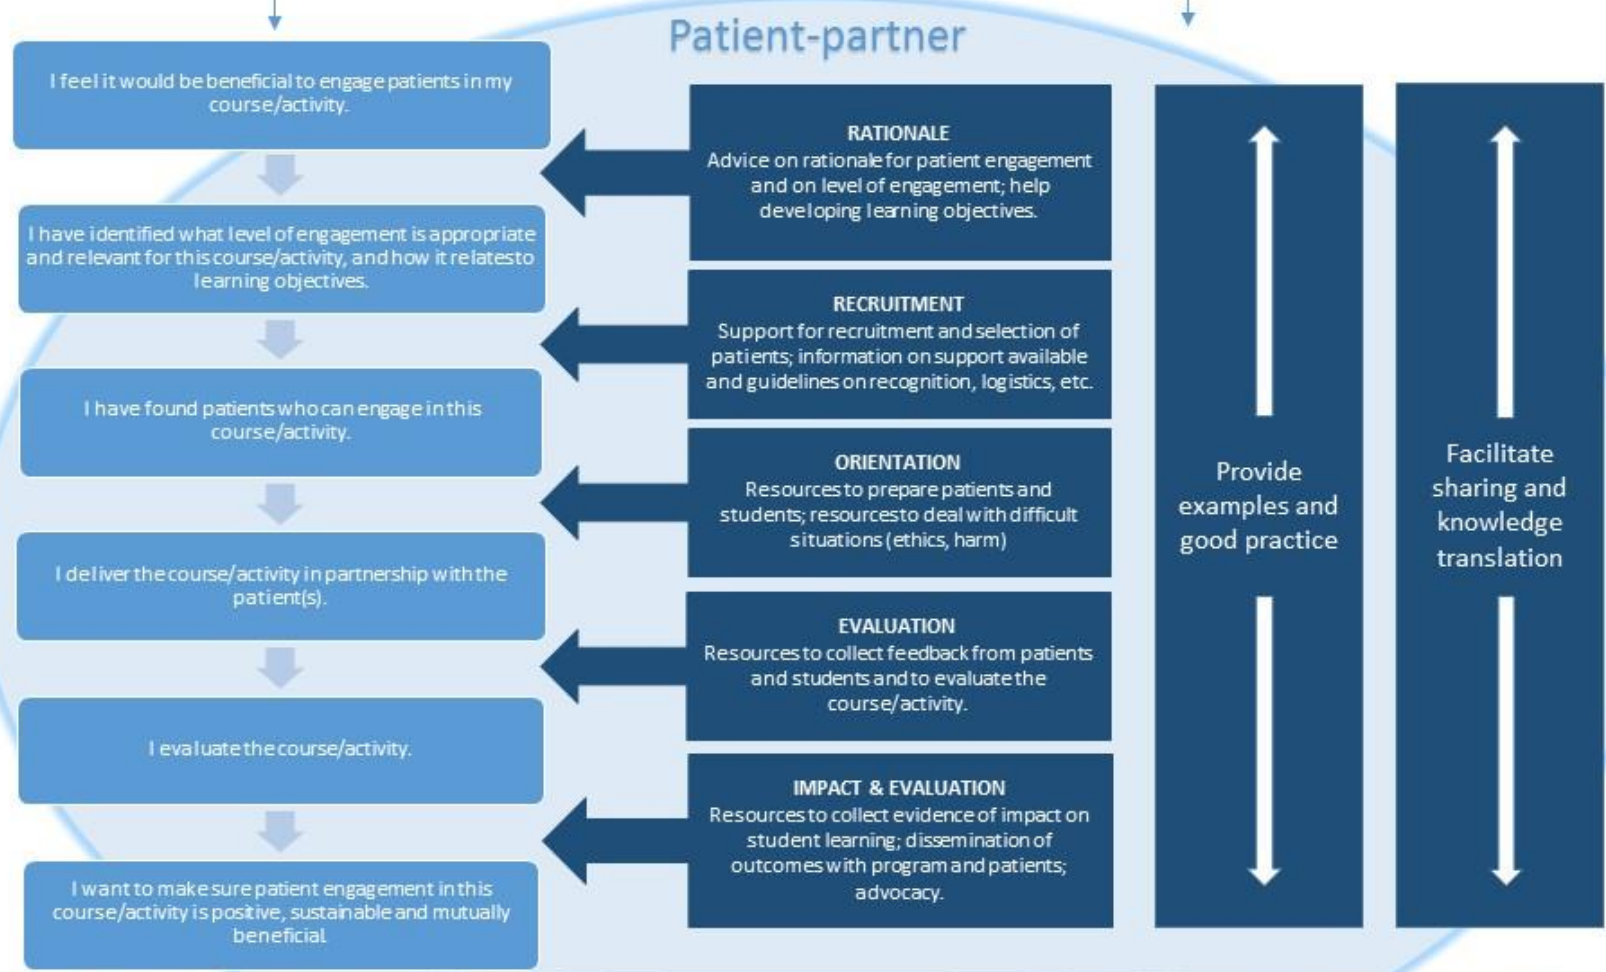 Patient-partner
I feel it would be beneficial to engage patients in my
course/activity.
I have identified what level of engagement is appropriate
and relevant for this course/activity, and how it relates to
learning objectives.
I have found patients who can engage in this
course/activity.
I deliver the course/activity in partnership with the
patient(s).
I evaluate the course/activity.
I want to make sure patient engagement in this
course/activity is positive, sustainable and mutually
beneficial.
RATIONALE
Advice on rationale for patient engagement
and on level of engagement; help
developing learning objectives.
RECRUITMENT
Support for recruitment and selection of
patients; information on support available
and guidelines on recognition, logistics, etc.
ORIENTATION
Resources to prepare patients and
students; resources to deal with difficult
situations (ethics, harm)
EVALUATION
Resources to collect feedback from patients
and students and to evaluate the
course/activity.
IMPACT & EVALUATION
Resources to collect evidence of impact on
student learning; dissemination of
outcomes with program and patients;
advocacy.
Provide
examples and
good practice
Facilitate
sharing and
knowledge
translation